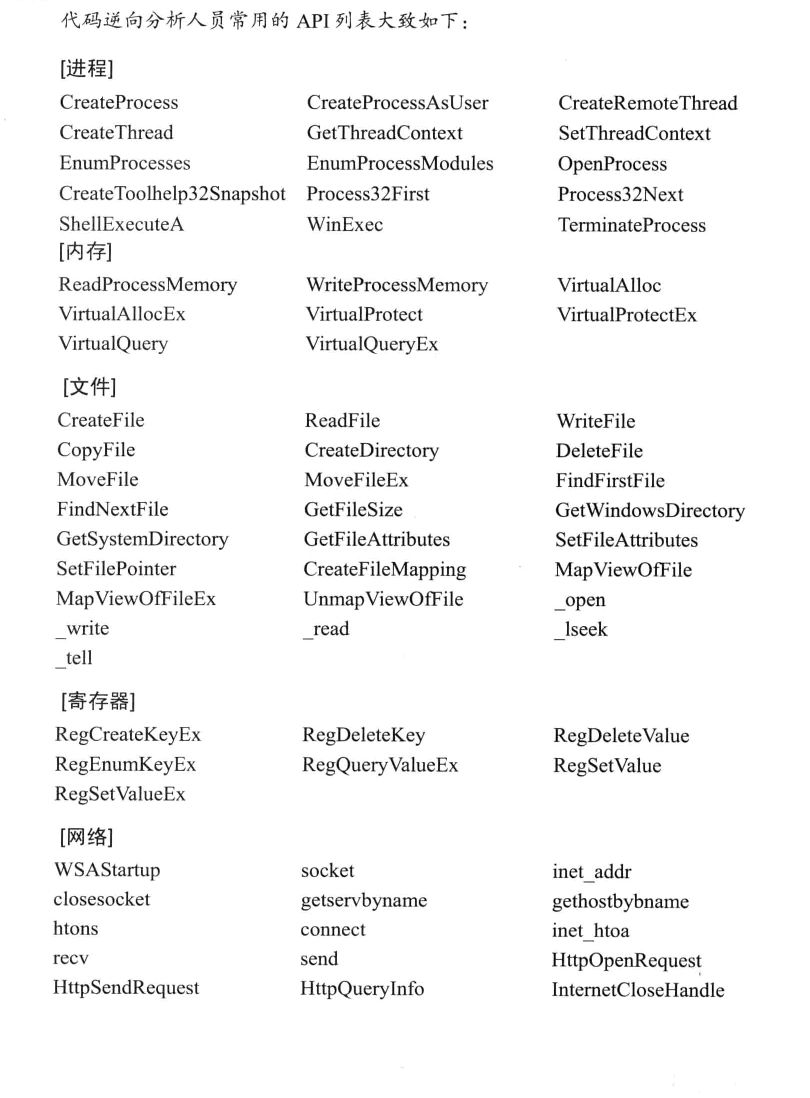 代码逆向分析人员常用的 API 列表大致如下：
[进程]
CreateProcess CreateProcessAsUser CreateRemoteThread
CreateThread GetThreadContext SetThreadContext
EnumProcesses EnumProcessModules OpenProcess
CreateToolhelp32Snapshot Process32First Process32Next
ShellExecuteA WinExec TerminateProcess
[内存]
ReadProcessMemory WriteProcessMemory VirtualAlloc
VirtualAllocEx VirtualProtect VirtualProtectEx
VirtualQuery VirtualQueryEx
[文件]
CreateFile ReadFile WriteFile
CopyFile CreateDirectory DeleteFile
MoveFile MoveFileEx FindFirstFile
FindNextFile GetFileSize GetWindowsDirectory
GetSystemDirectory GetFileAttributes SetFileAttributes
SetFilePointer CreateFileMapping MapViewOfFile
MapViewOfFileEx UnmapViewOfFile _open
_write _read _lseek
_tell
[寄存器]
RegCreateKeyEx RegDeleteKey RegDeleteValue
RegEnumKeyEx RegQueryValueEx RegSetValue
RegSetValueEx
[网络]
WSAStartup socket inet_addr
closesocket getservbyname gethostbybname
htons connect inet_htoa
recv send HttpOpenRequest
HttpSendRequest HttpQueryInfo InternetCloseHandle